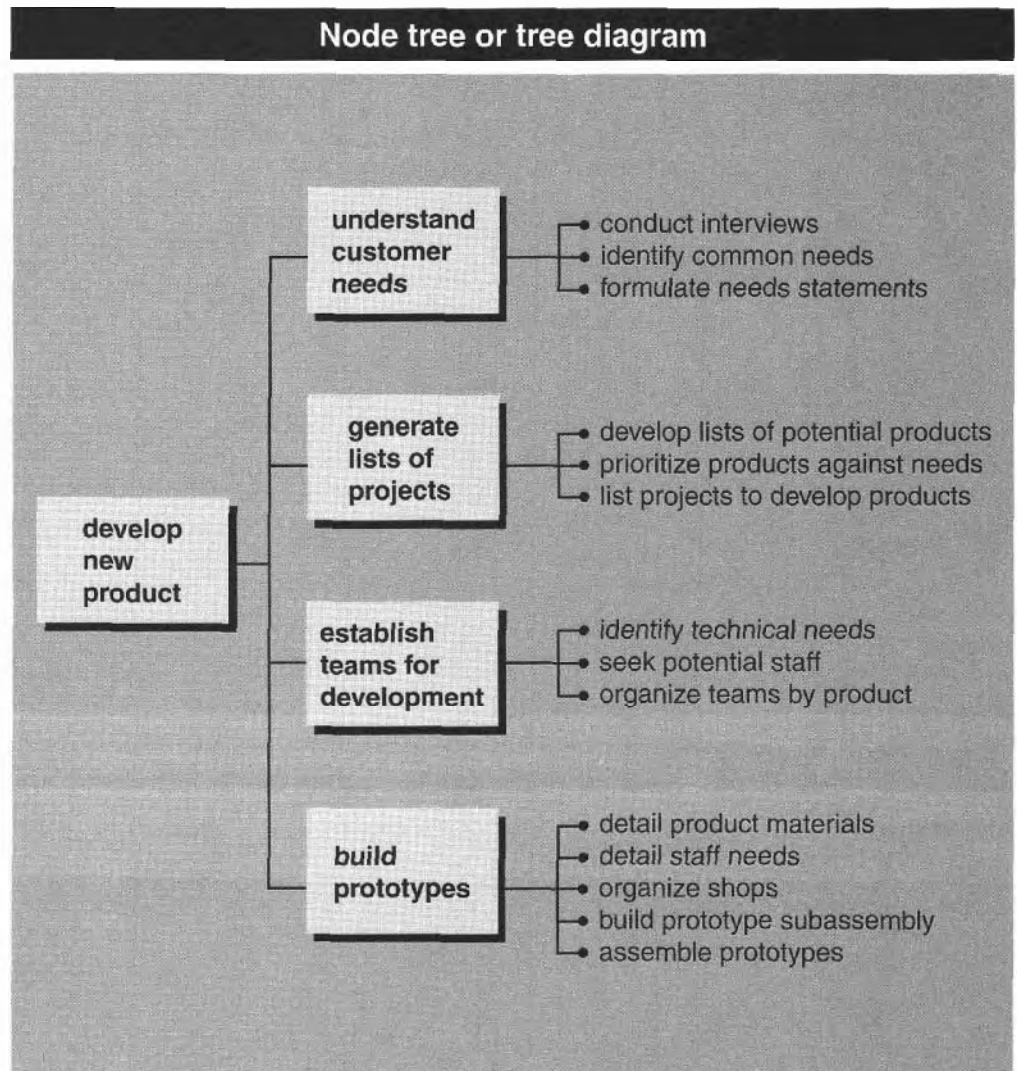 Node tree or tree diagram
develop
new
product
understand
customer
needs
conduct interviews
identify common needs
formulate needs statements
generate
lists of
projects
develop lists of potential products
prioritize products against needs
list projects to develop products
establish
teams for
development
identify technical needs
seek potential staff
organize teams by product
build
prototypes
detail product materials
detail staff needs
organize shops
build prototype subassembly
assemble prototypes